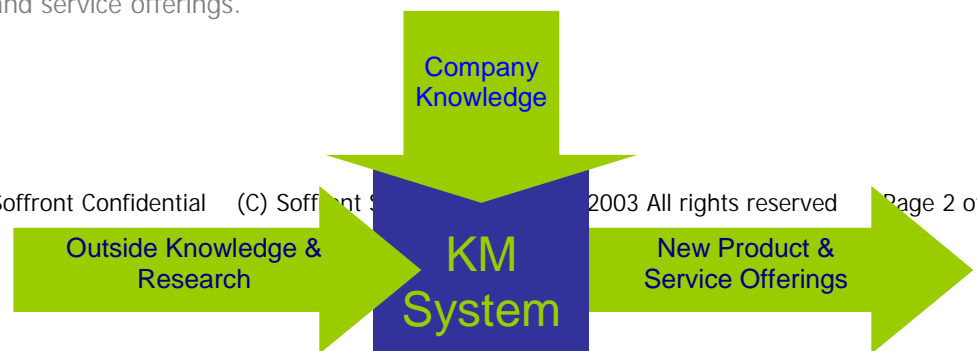 and service offerings.
Company
Knowledge
Soffront Confidential (C) Soffront 2003 All rights reserved Page 2
Outside Knowledge &
Research
KM
System
New Product &
Service Offerings